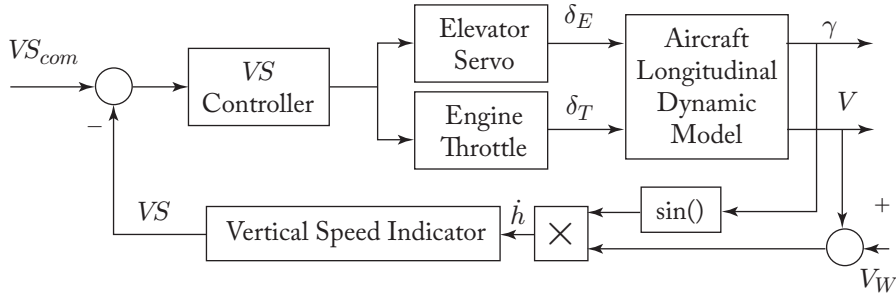 VS_com
−
VS
Controller
Elevator
Servo
Engine
Throttle
δ_E
δ_T
Aircraft
Longitudinal
Dynamic
Model
γ
V
sin()
+
V_W
×
ḣ
Vertical Speed Indicator
VS